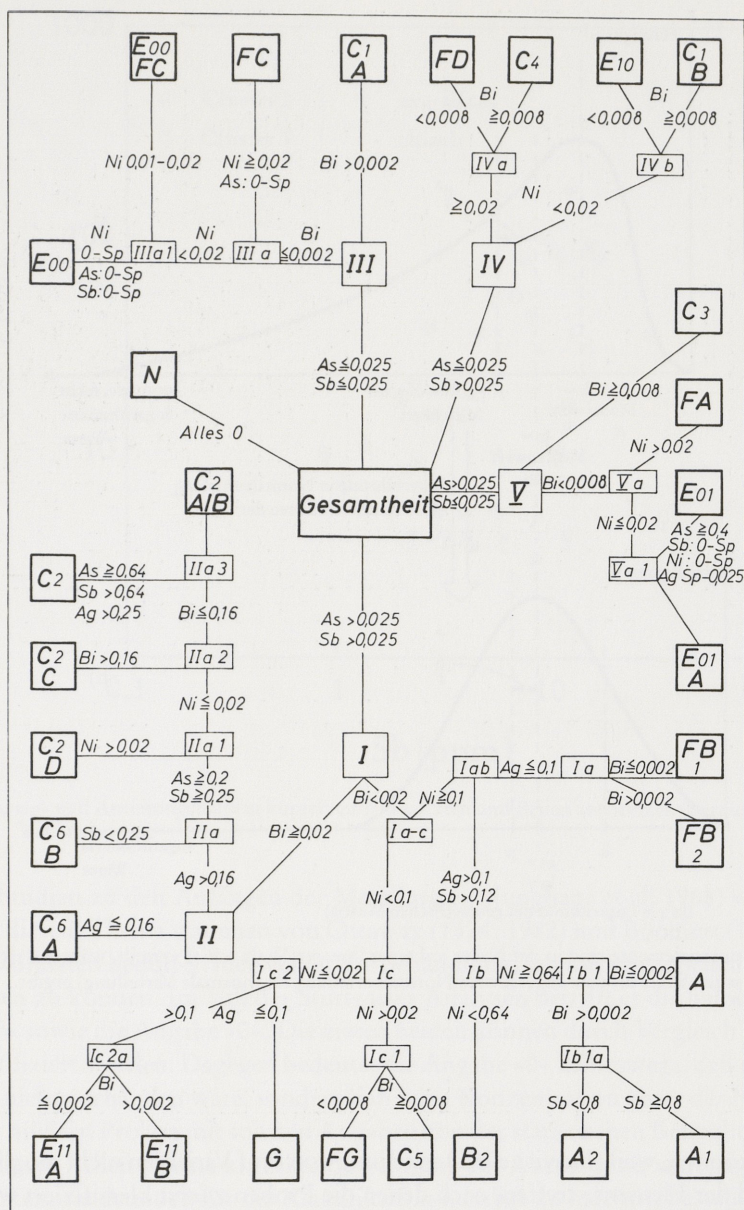 E00 FC
FC
C1 A
FD
C4
E10
C1 B
Bi
<0,008
≧0,008
Bi
<0,008
≧0,008
Ni 0,01-0,02
Ni ≧0,02
As: 0-Sp
Bi >0,002
IV a
IV b
≧0,02
Ni
<0,02
E00
Ni
0-Sp
As: 0-Sp
Sb: 0-Sp
IIIa1
Ni
<0,02
III a
Bi
≦0,002
III
IV
C3
N
Alles 0
As ≦0,025
Sb ≦0,025
As ≦0,025
Sb >0,025
Bi ≧0,008
FA
Ni >0,02
C2 A/B
Gesamtheit
As>0,025
Sb≦0,025
V
Bi<0,008
V a
E01
Ni ≦0,02
As ≧0,4
Sb: 0-Sp
Ni : 0-Sp
Ag Sp-0,025
V a 1
C2
As ≧0,64
Sb >0,64
Ag >0,25
IIa 3
Bi ≦0,16
As >0,025
Sb >0,025
E01 A
C2 C
Bi >0,16
IIa 2
Ni ≦0,02
C2 D
Ni >0,02
IIa 1
As ≧0,2
Sb ≧0,25
I
I ab
Ag ≦0,1
I a
Bi ≦0,002
FB 1
Bi >0,002
FB 2
Bi <0,02
Ni ≧0,1
I a-c
C6 B
Sb <0,25
IIa
Bi ≧0,02
Ag >0,16
Ni <0,1
Ag>0,1
Sb >0,12
C6 A
Ag ≦ 0,16
II
Ic 2
Ni ≦0,02
Ic
Ib
Ni ≧0,64
Ib 1
Bi ≦0,002
A
>0,1
Ag
≦0,1
Ni >0,02
Ni <0,64
Bi >0,002
Ic 2a
Ic 1
Ib 1a
Bi
≦0,002
>0,002
Bi
<0,008
≧0,008
Sb <0,8
Sb ≧0,8
E11 A
E11 B
G
FG
C5
B2
A2
A1